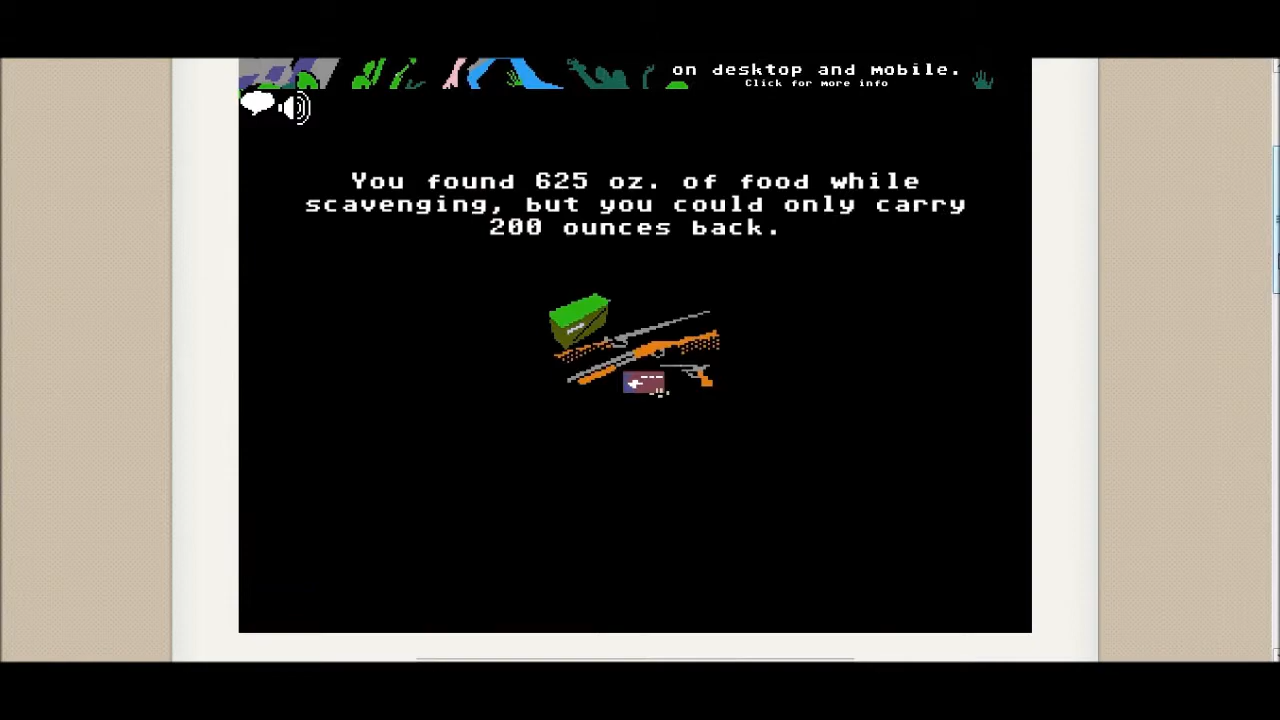 on desktop and mobile.
Click for more info
You found 625 oz. of food while
scavenging, but you could only carry
200 ounces back.